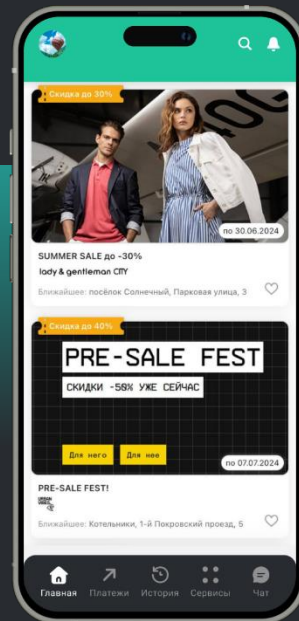 Скидка до 30%
по 30.06.2024
SUMMER SALE до -30%
lady & gentleman CITY
Ближайшее: посёлок Солнечный, Парковая улица, 3
Скидка до 40%
PRE-SALE FEST
СКИДКИ -50% УЖЕ СЕЙЧАС
Для него Для нее
по 07.07.2024
PRE-SALE FEST!
URBAN VIBES
Ближайшее: Котельники, 1-й Покровский проезд, 5
Главная Платежи История Сервисы Чат